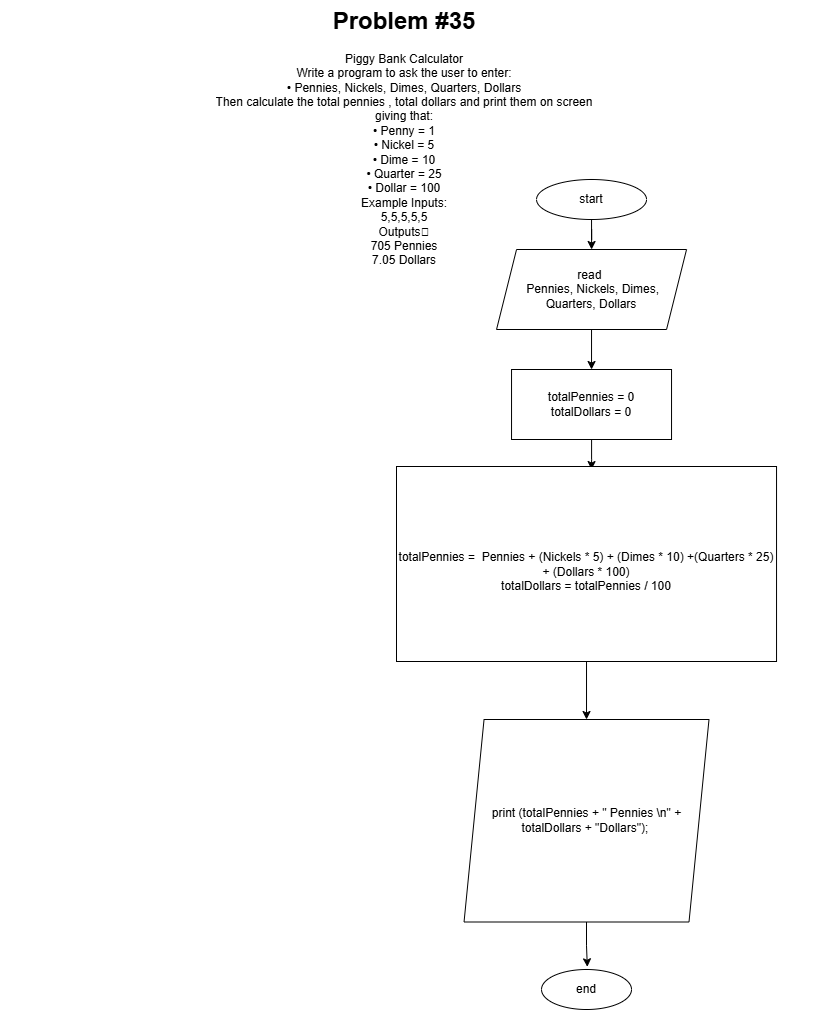 Problem #35
Piggy Bank Calculator
Write a program to ask the user to enter:
• Pennies, Nickels, Dimes, Quarters, Dollars
Then calculate the total pennies , total dollars and print them on screen
giving that:
• Penny = 1
• Nickel = 5
• Dime = 10
• Quarter = 25
• Dollar = 100
Example Inputs:
5,5,5,5,5
Outputs
705 Pennies
7.05 Dollars
start
read
Pennies, Nickels, Dimes,
Quarters, Dollars
totalPennies = 0
totalDollars = 0
totalPennies =  Pennies + (Nickels * 5) + (Dimes * 10) +(Quarters * 25)
+ (Dollars * 100)
totalDollars = totalPennies / 100
print (totalPennies + " Pennies \n" +
totalDollars + "Dollars");
end